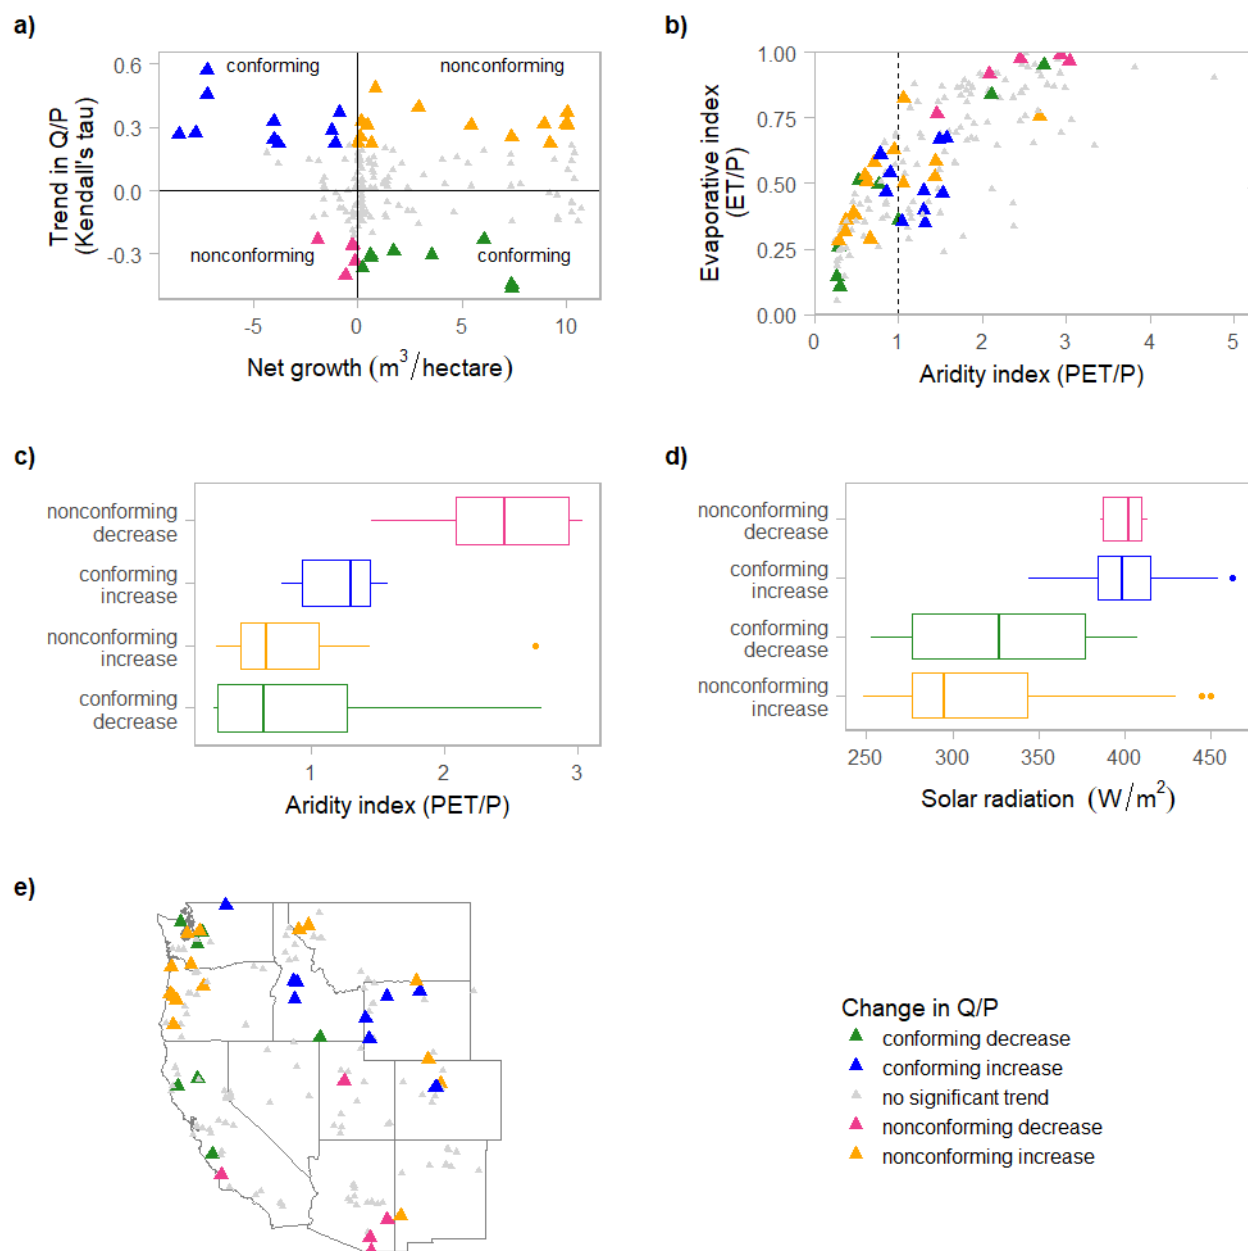 a)
Trend in Q/P
(Kendall's tau)
0.6
0.3
0.0
-0.3
conforming
nonconforming
nonconforming
conforming
-5
0
5
10
Net growth (m³/hectare)
b)
Evaporative index
(ET/P)
1.00
0.75
0.50
0.25
0.00
0
1
2
3
4
5
Aridity index (PET/P)
c)
nonconforming
decrease
conforming
increase
nonconforming
increase
conforming
decrease
1
2
3
Aridity index (PET/P)
d)
nonconforming
decrease
conforming
increase
conforming
decrease
nonconforming
increase
250
300
350
400
450
Solar radiation (W/m²)
e)
Change in Q/P
conforming decrease
conforming increase
no significant trend
nonconforming decrease
nonconforming increase